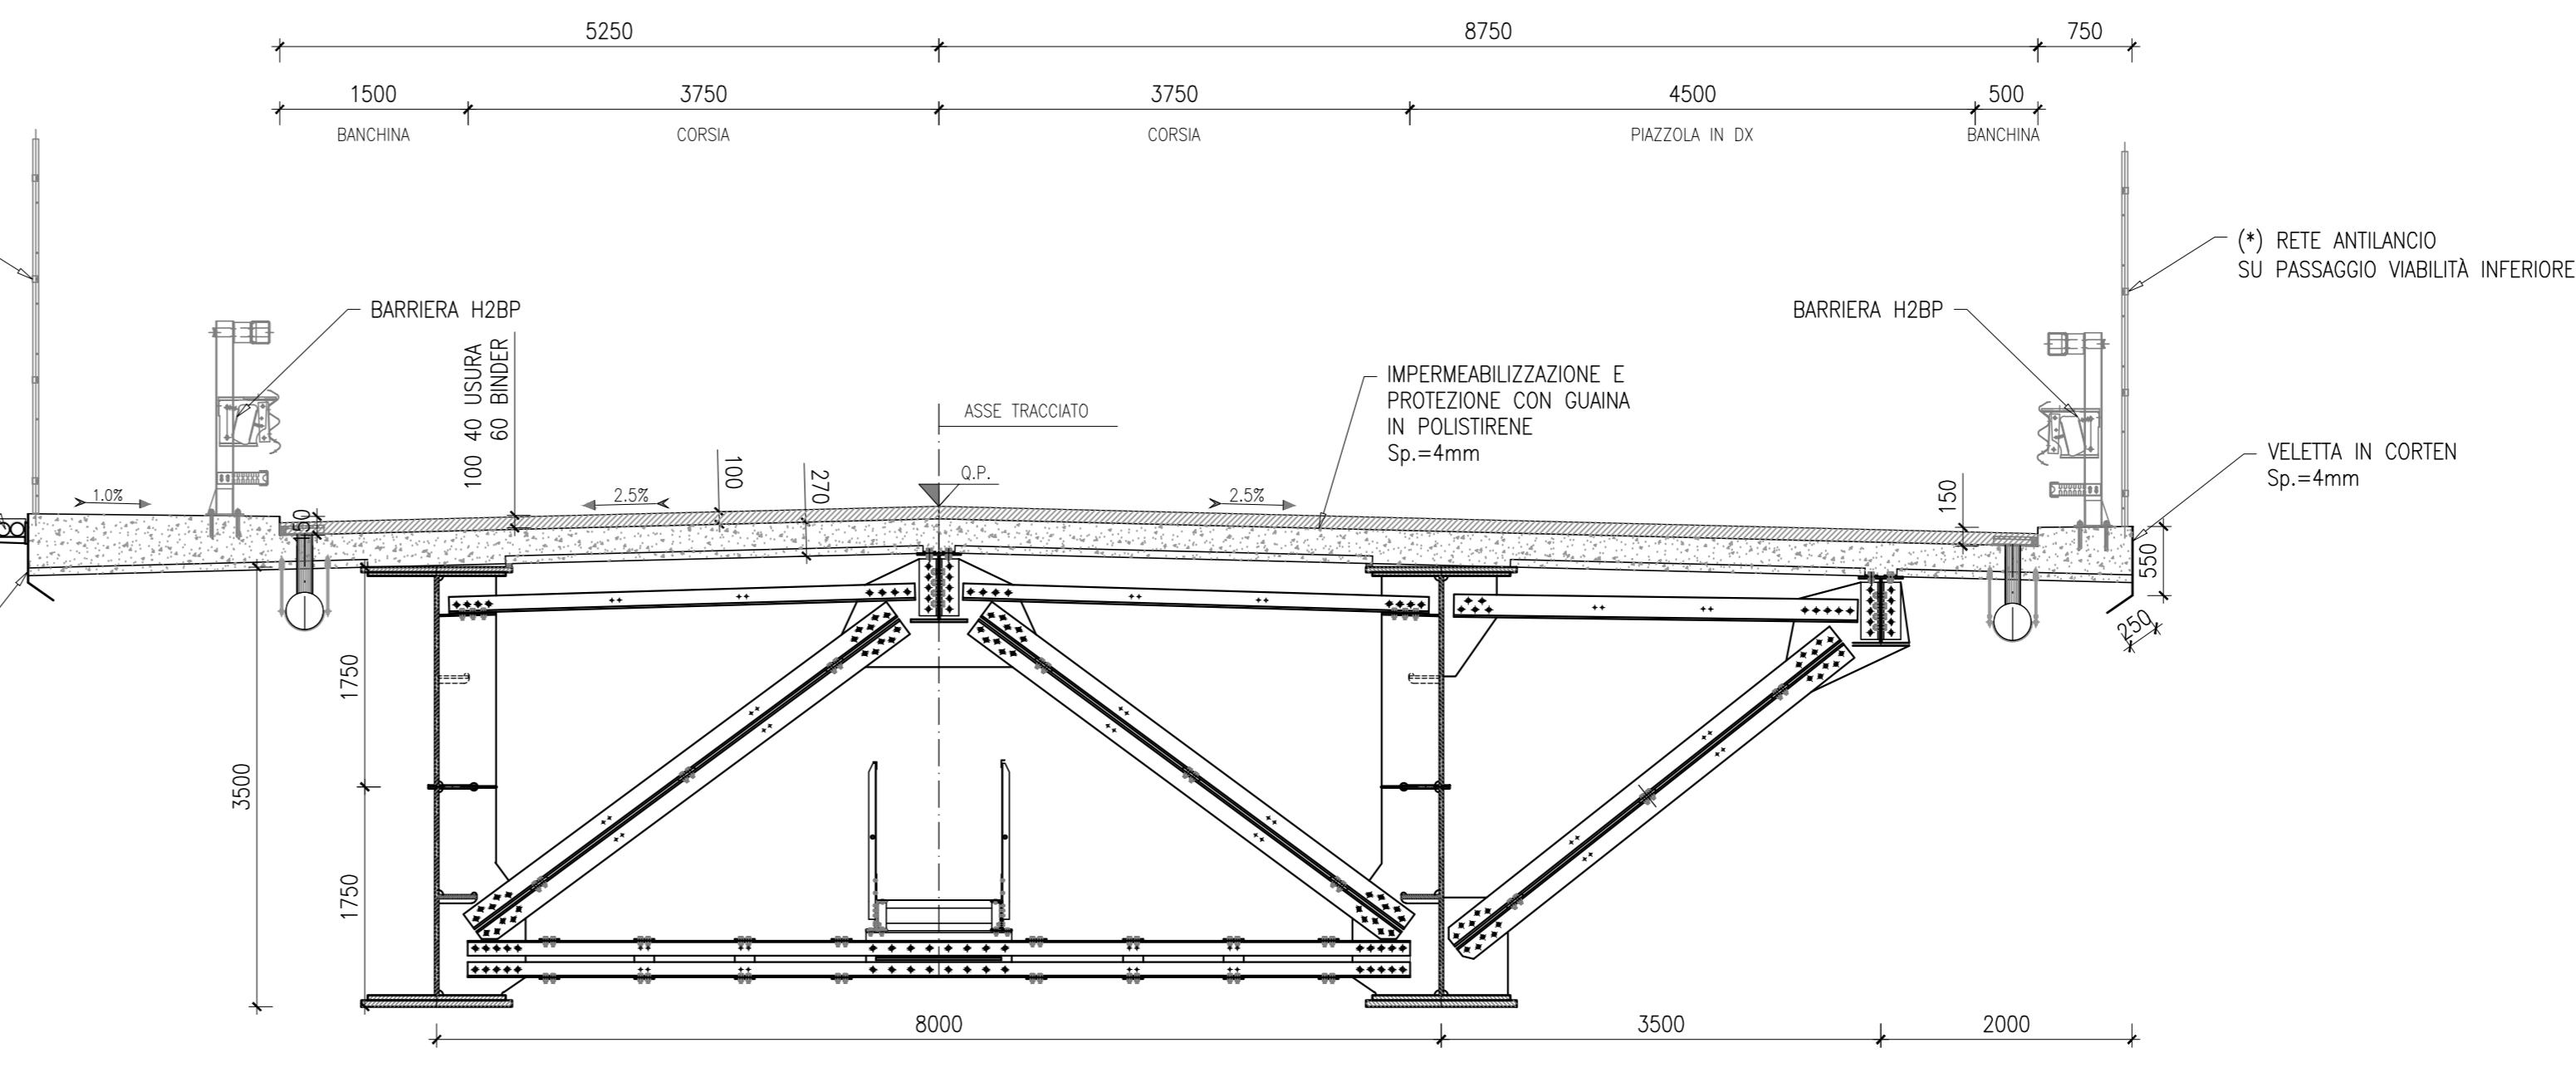 5250
8750
750
1500
3750
3750
4500
500
BANCHINA
CORSIA
CORSIA
PIAZZOLA IN DX
BANCHINA
(*) RETE ANTILANCIO
SU PASSAGGIO VIABILITÀ INFERIORE
BARRIERA H2BP
BARRIERA H2BP
100 40 USURA
60 BINDER
IMPERMEABILIZZAZIONE E
PROTEZIONE CON GUAINA
IN POLISTIRENE
Sp.=4mm
ASSE TRACCIATO
VELETTA IN CORTEN
Sp.=4mm
Q.P.
100
270
1.0%
2.5%
2.5%
150
550
250
1750
3500
1750
8000
3500
2000